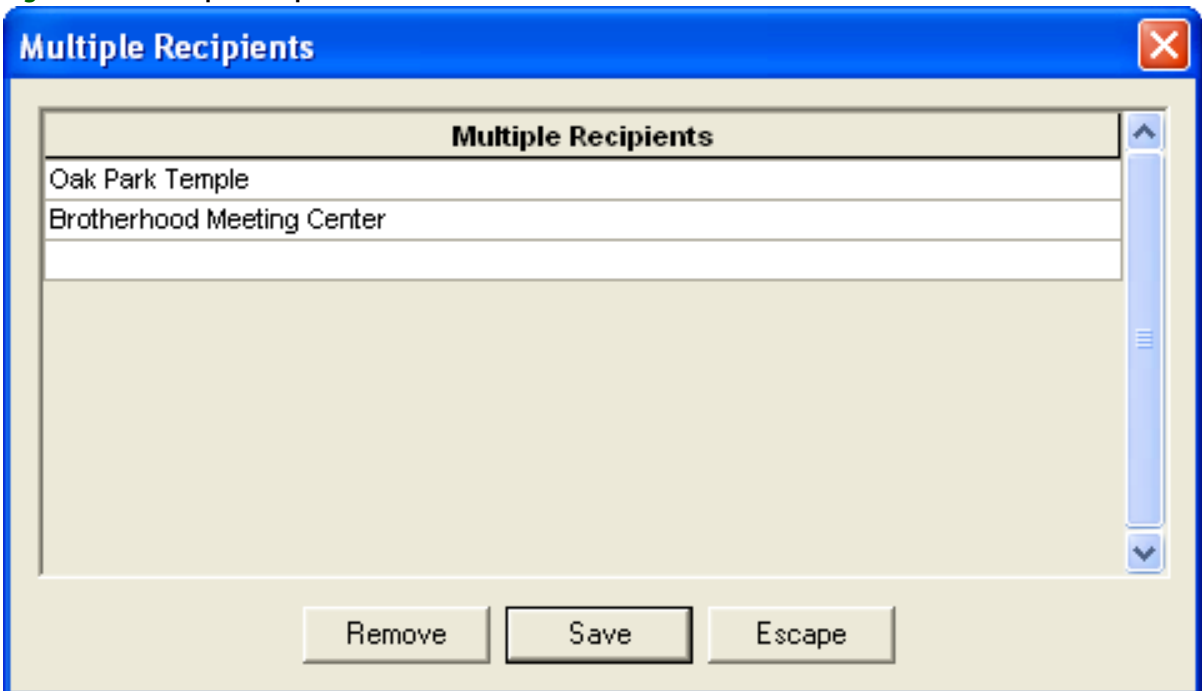 Multiple Recipients
Multiple Recipients
Oak Park Temple
Brotherhood Meeting Center
Remove Save Escape